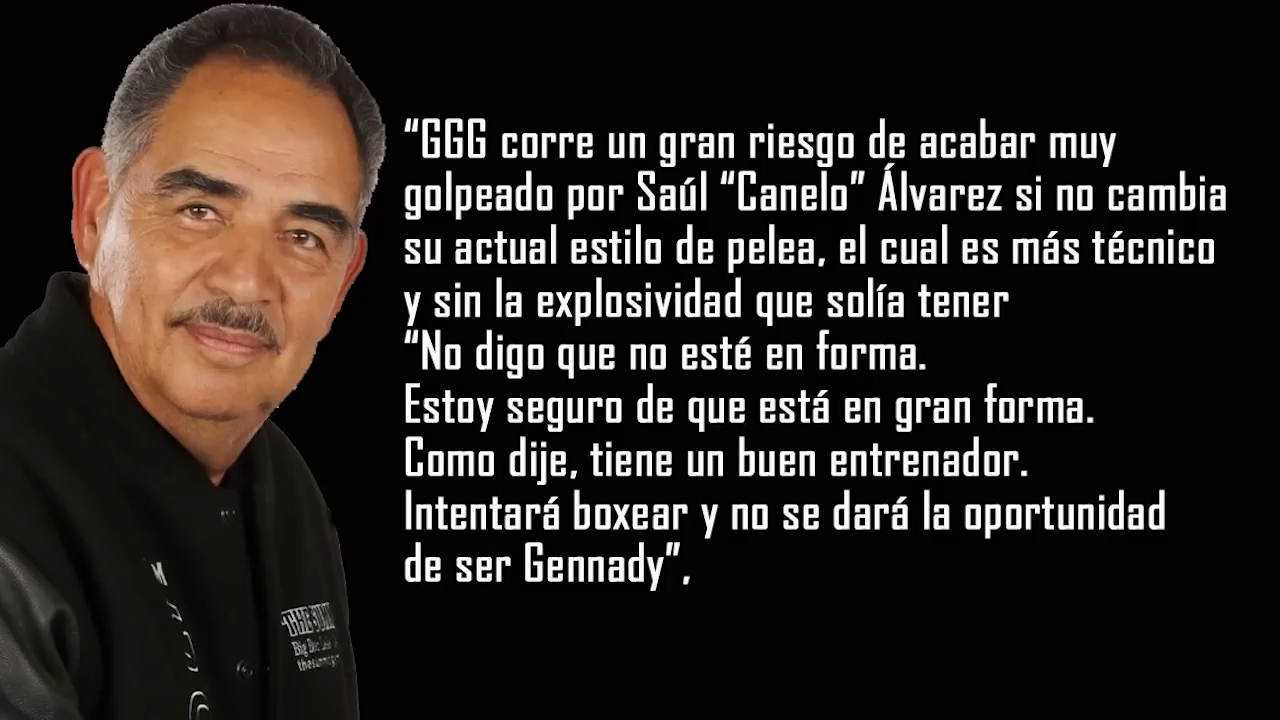 “GGG corre un gran riesgo de acabar muy
golpeado por Saúl “Canelo” Álvarez si no cambia
su actual estilo de pelea, el cual es más técnico
y sin la explosividad que solía tener
“No digo que no esté en forma.
Estoy seguro de que está en gran forma.
Como dije, tiene un buen entrenador.
Intentará boxear y no se dará la oportunidad
de ser Gennady”,
THE
Big Bear